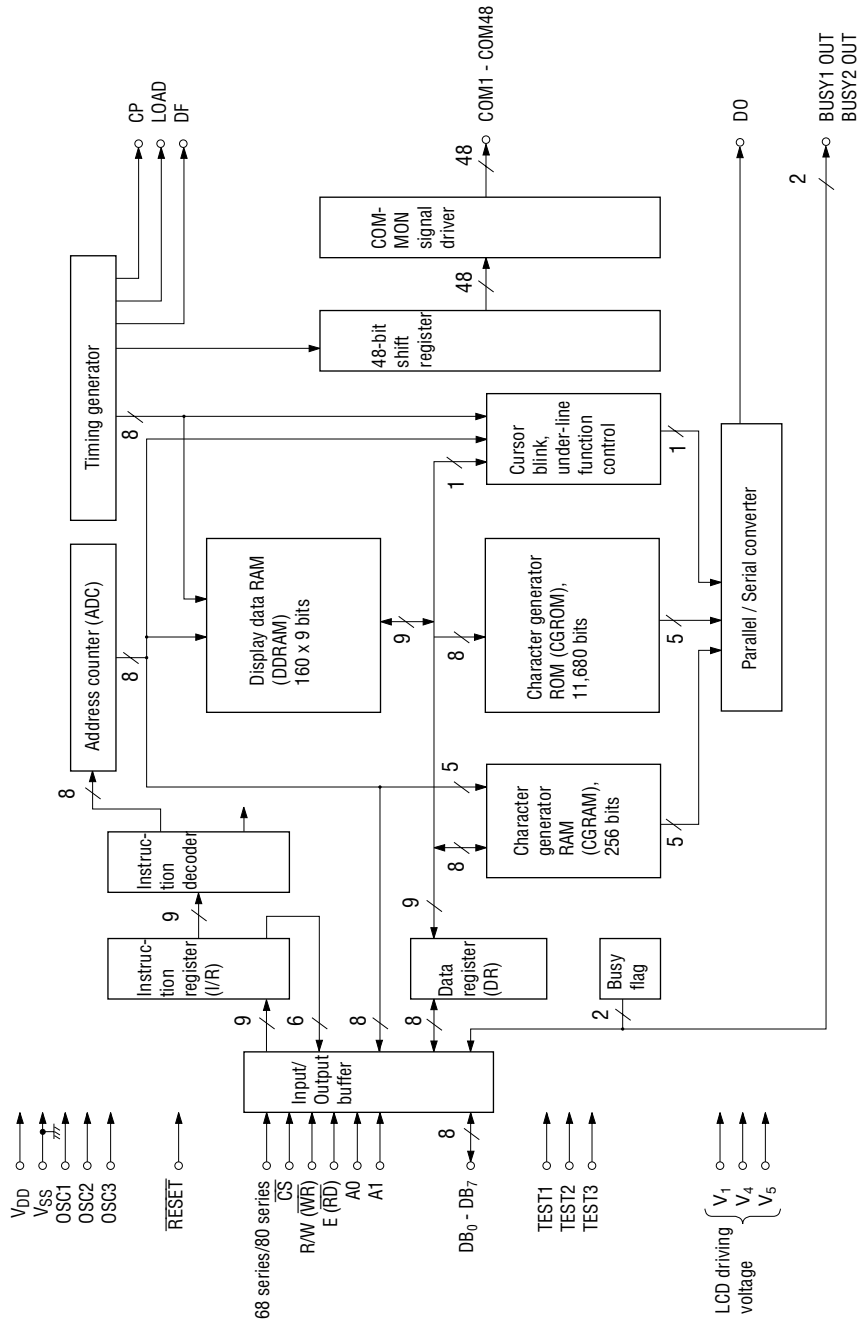 VDD
VSS
OSC1
OSC2
OSC3
RESET
68 series/80 series
CS
R/W (WR)
E (RD)
A0
A1
DB0 - DB7
8
TEST1
TEST2
TEST3
LCD driving
voltage
V1
V4
V5
Input/
Output
buffer
9
6
8
8
2
Instruc-
tion
register
(I/R)
9
Instruc-
tion
decoder
8
Data
register
(DR)
9
Busy
flag
Address counter (ADC)
8
Timing generator
8
CP
LOAD
DF
Display data RAM
(DDRAM)
160 x 9 bits
9
8
5
8
1
Character
generator
RAM
(CGRAM),
256 bits
5
Character generator
ROM (CGROM),
11,680 bits
5
Cursor
blink,
under-line
function
control
1
48-bit
shift
register
48
COM-
MON
signal
driver
48
COM1 - COM48
Parallel / Serial converter
DO
2
BUSY1 OUT
BUSY2 OUT